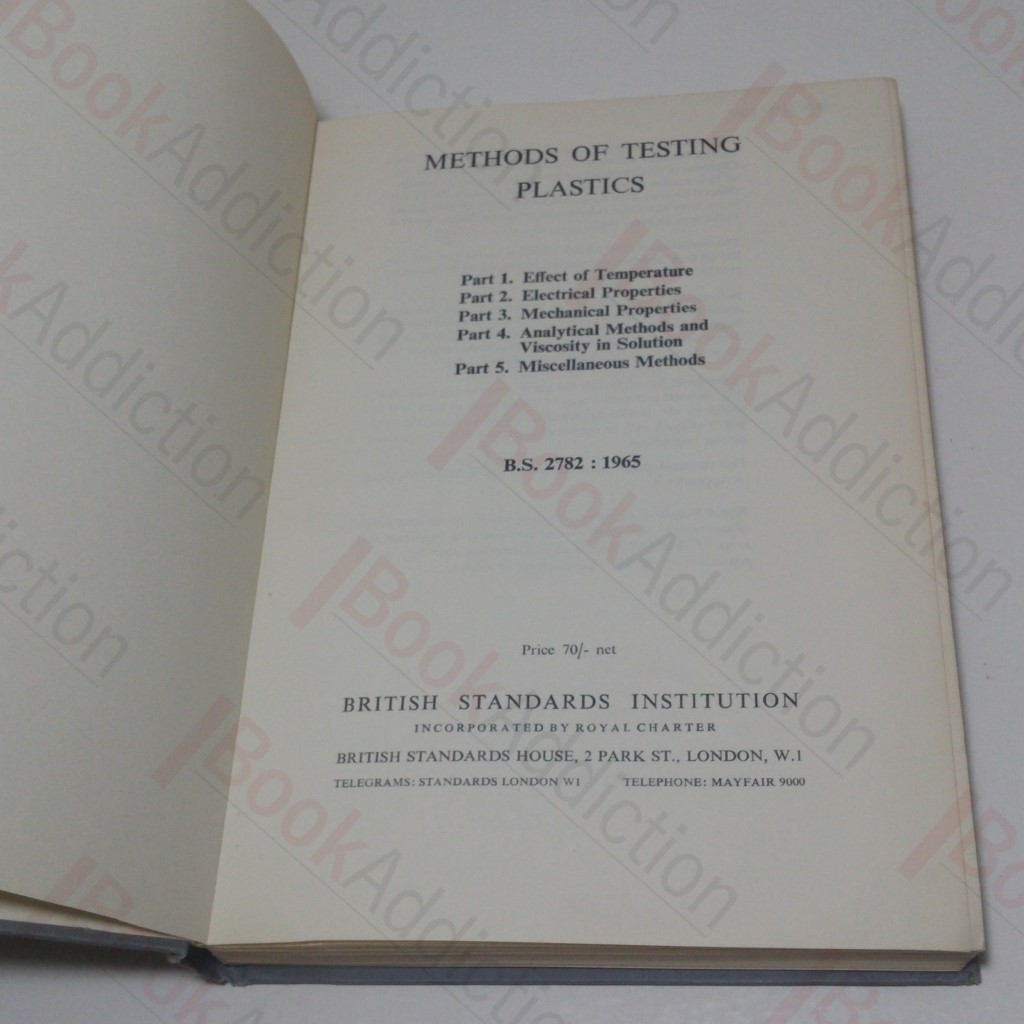 METHODS OF TESTING
PLASTICS
Part 1. Effect of Temperature
Part 2. Electrical Properties
Part 3. Mechanical Properties
Part 4. Analytical Methods and
Viscosity in Solution
Part 5. Miscellaneous Methods
B.S. 2782 : 1965
Price 70/- net
BRITISH STANDARDS INSTITUTION
INCORPORATED BY ROYAL CHARTER
BRITISH STANDARDS HOUSE, 2 PARK ST., LONDON, W.1
TELEGRAMS: STANDARDS LONDON W1 TELEPHONE: MAYFAIR 9000
BookAddiction